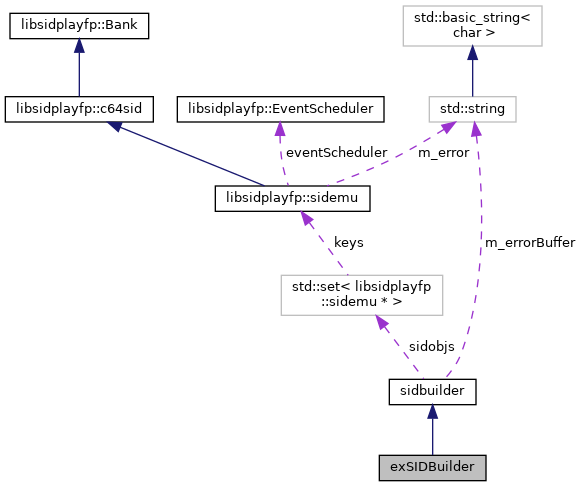 libsidplayfp::Bank
std::basic_string<
char >
libsidplayfp::c64sid
libsidplayfp::EventScheduler
std::string
eventScheduler
m_error
libsidplayfp::sidemu
keys
m_errorBuffer
std::set< libsidplayfp
::sidemu * >
sidobjs
sidbuilder
exSIDBuilder